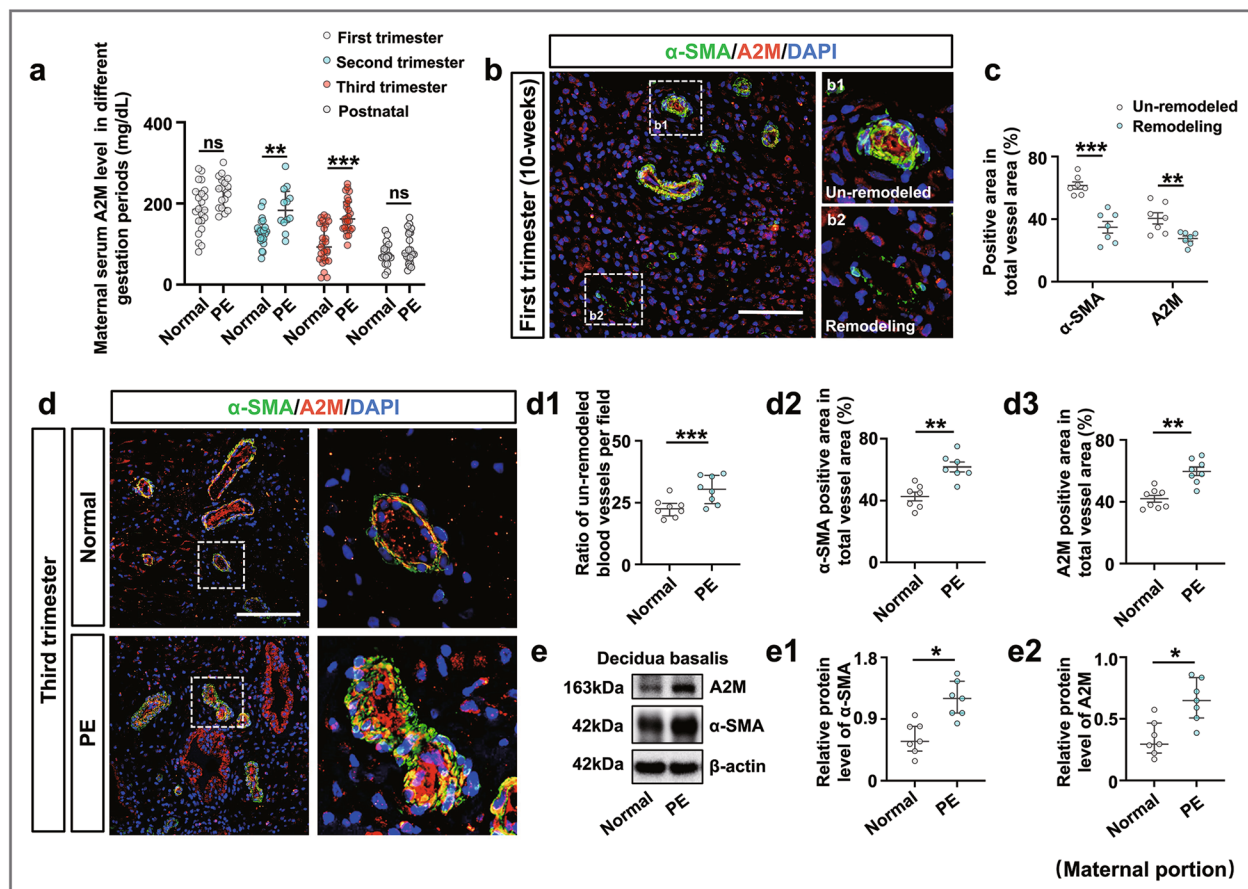 a
First trimester
Second trimester
Third trimester
Postnatal
Maternal serum A2M level in different
gestation periods (mg/dL)
400
200
0
ns
**
***
ns
Normal
PE
Normal
PE
Normal
PE
Normal
PE
b
α-SMA/A2M/DAPI
First trimester (10-weeks)
b1
b2
b1
Un-remodeled
b2
Remodeling
c
Un-remodeled
Remodeling
Positive area in
total vessel area (%)
80
40
0
***
**
α-SMA
A2M
d
α-SMA/A2M/DAPI
Third trimester
Normal
PE
d1
Ratio of un-remodeled
blood vessels per field
50
25
0
***
Normal
PE
d2
α-SMA positive area in
total vessel area (%)
80
40
0
**
Normal
PE
d3
A2M positive area in
total vessel area (%)
80
40
0
**
Normal
PE
e
Decidua basalis
163kDa
A2M
42kDa
α-SMA
42kDa
β-actin
Normal
PE
e1
Relative protein
level of α-SMA
1.8
0.9
0
*
Normal
PE
e2
Relative protein
level of A2M
1.0
0.5
0
*
Normal
PE
(Maternal portion)